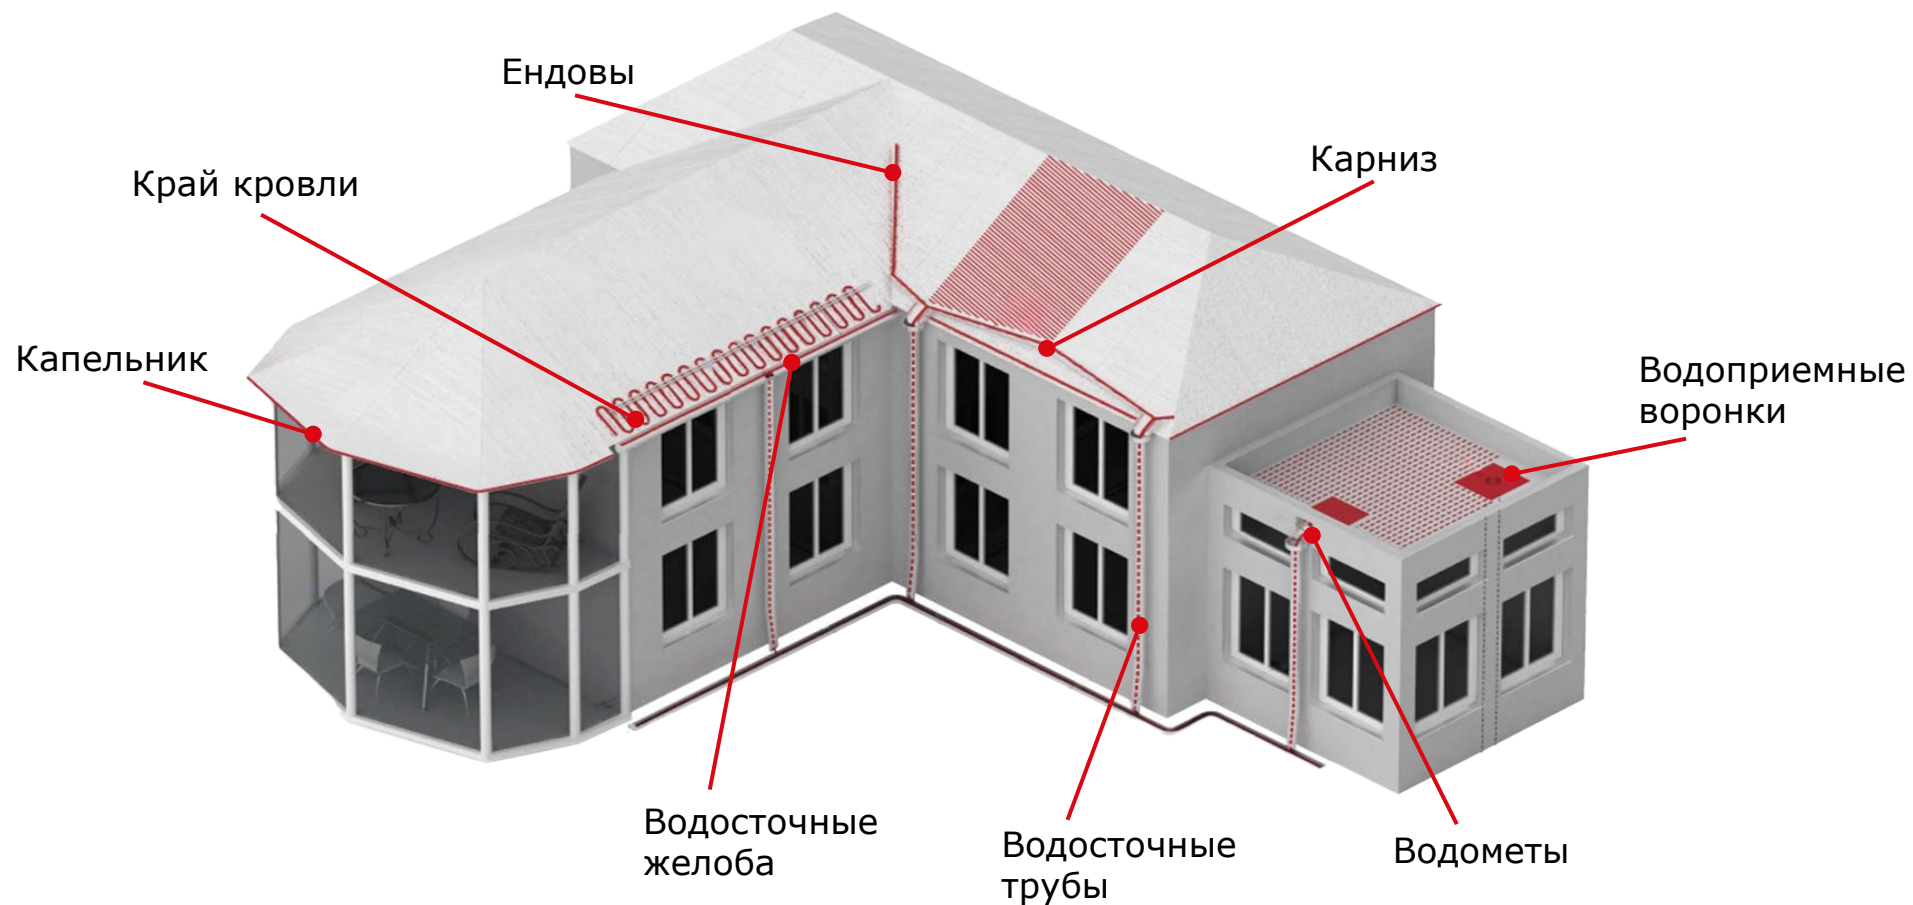 Ендовы
Карниз
Край кровли
Капельник
Водоприемные
воронки
Водосточные
желоба
Водосточные
трубы
Водометы